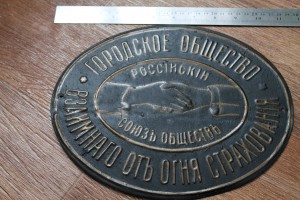 ГОРОДСКОЕ ОБЩЕСТВО
ВЗАИМНАГО ОТЪ ОГНЯ СТРАХОВАНІЯ
РОССІЙСКІЙ
СОЮЗЪ ОБЩЕСТВЪ